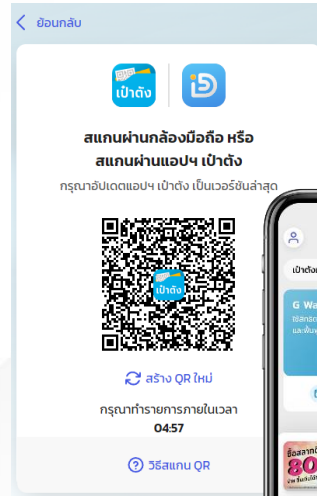 ย้อนกลับ
เป๋าตัง
สแกนผ่านกล้องมือถือ หรือ
สแกนผ่านแอปฯ เป๋าตัง
กรุณาอัปเดตแอปฯ เป๋าตัง เป็นเวอร์ชันล่าสุด
เป๋าตัง
สร้าง QR ใหม่
กรุณาทำรายการภายในเวลา
04:57
วิธีสแกน QR
เป๋าตัง
G Wa
ใช้สิทธิ
80